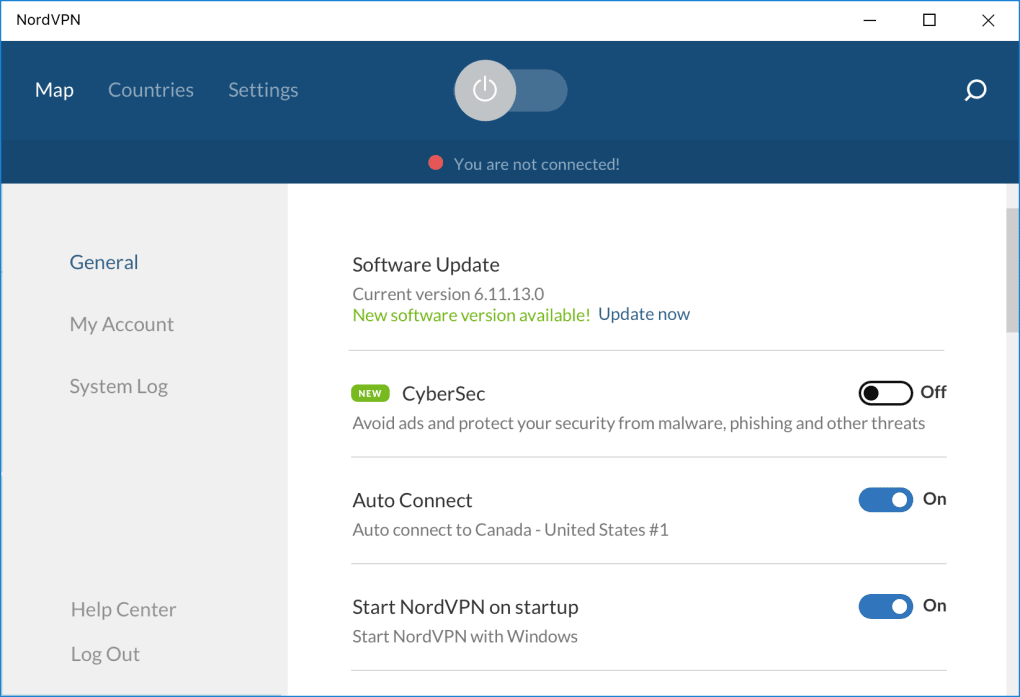 NordVPN
Map Countries Settings
You are not connected!
General
My Account
System Log
Help Center
Log Out
Software Update
Current version 6.11.13.0
New software version available! Update now
NEW CyberSec Off
Avoid ads and protect your security from malware, phishing and other threats
Auto Connect On
Auto connect to Canada - United States #1
Start NordVPN on startup On
Start NordVPN with Windows